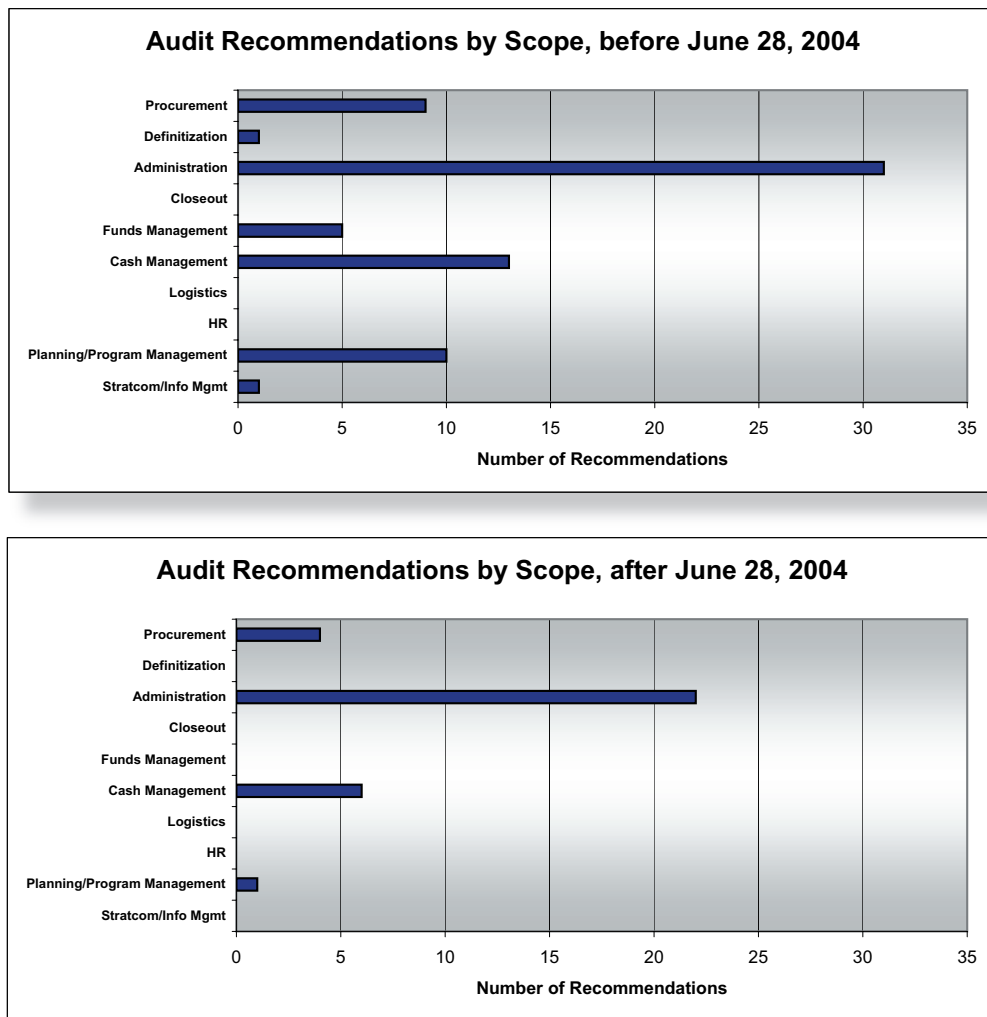 Audit Recommendations by Scope, before June 28, 2004
Procurement
Definitization
Administration
Closeout
Funds Management
Cash Management
Logistics
HR
Planning/Program Management
Stratcom/Info Mgmt
0 5 10 15 20 25 30 35
Number of Recommendations
Audit Recommendations by Scope, after June 28, 2004
Procurement
Definitization
Administration
Closeout
Funds Management
Cash Management
Logistics
HR
Planning/Program Management
Stratcom/Info Mgmt
0 5 10 15 20 25 30 35
Number of Recommendations